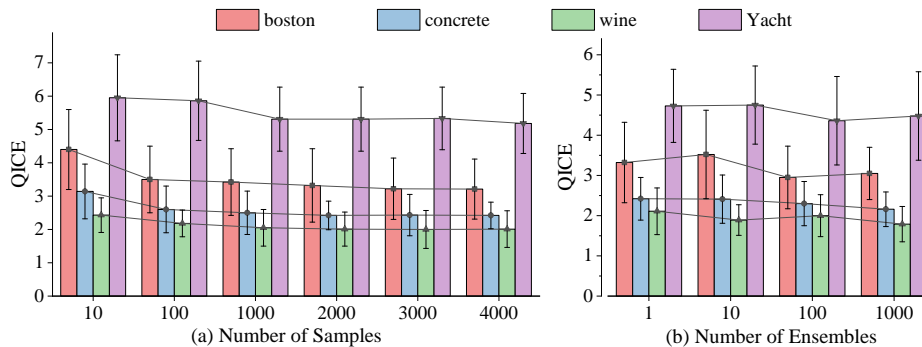 boston concrete wine Yacht
QICE
7
6
5
4
3
2
1
0
10 100 1000 2000 3000 4000
(a) Number of Samples
QICE
6
5
4
3
2
1
0
1 10 100 1000
(b) Number of Ensembles